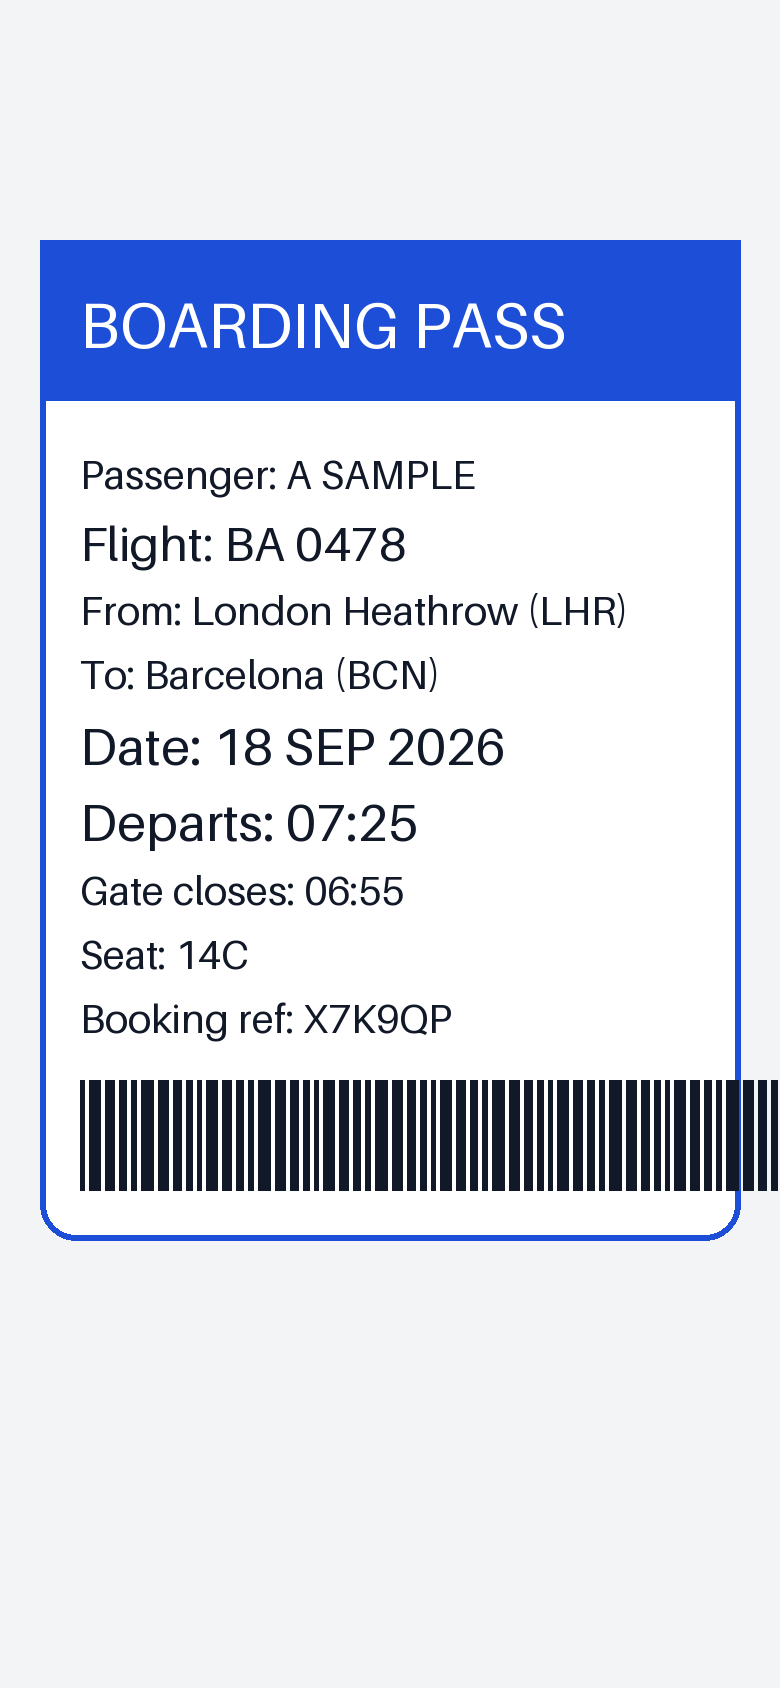 BOARDING PASS
Passenger: A SAMPLE
Flight: BA 0478
From: London Heathrow (LHR)
To: Barcelona (BCN)
Date: 18 SEP 2026
Departs: 07:25
Gate closes: 06:55
Seat: 14C
Booking ref: X7K9QP